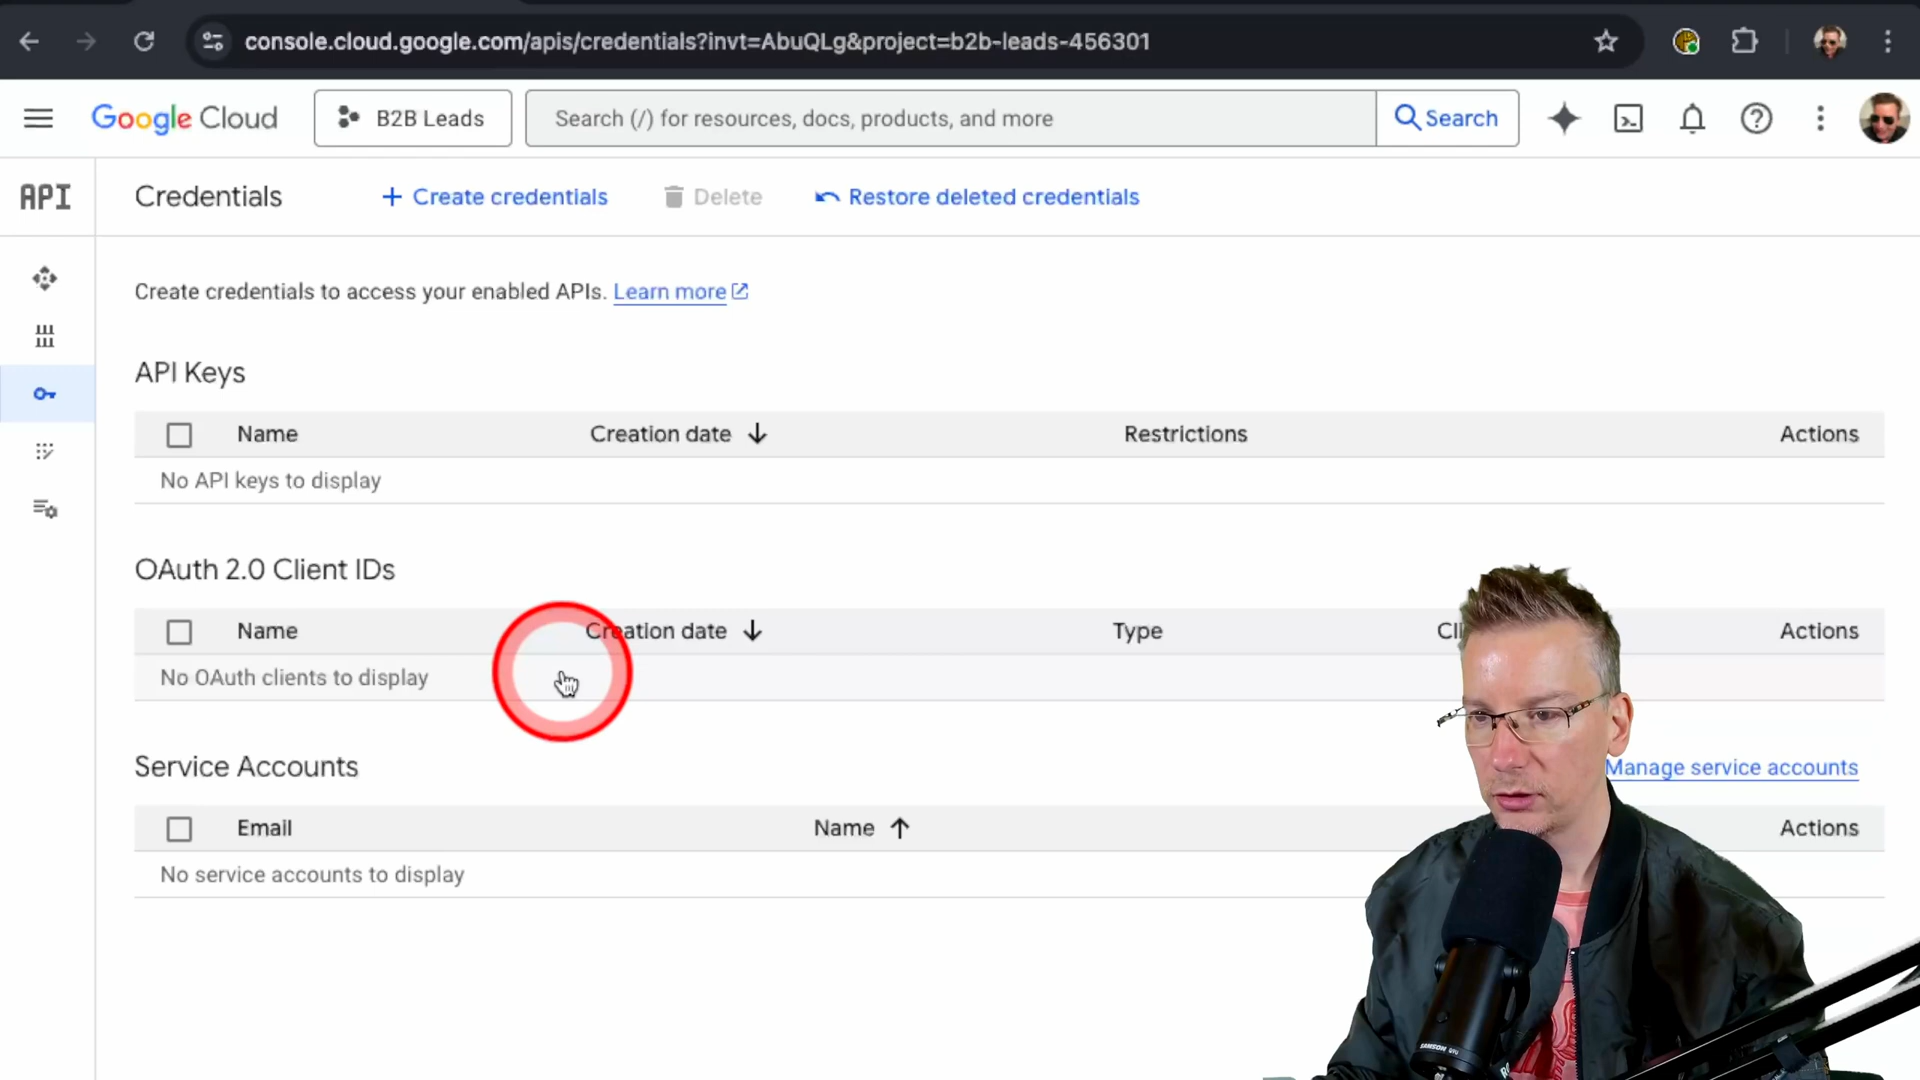 console.cloud.google.com/apis/credentials?invt=AbuQLg&project=b2b-leads-456301
Google Cloud
B2B Leads
Search (/) for resources, docs, products, and more
Search
API
Credentials
+ Create credentials
Delete
Restore deleted credentials
Create credentials to access your enabled APIs. Learn more
API Keys
Name Creation date Restrictions Actions
No API keys to display
OAuth 2.0 Client IDs
Name Creation date Type Actions
No OAuth clients to display
Service Accounts
Manage service accounts
Email Name Actions
No service accounts to display
SAMSON